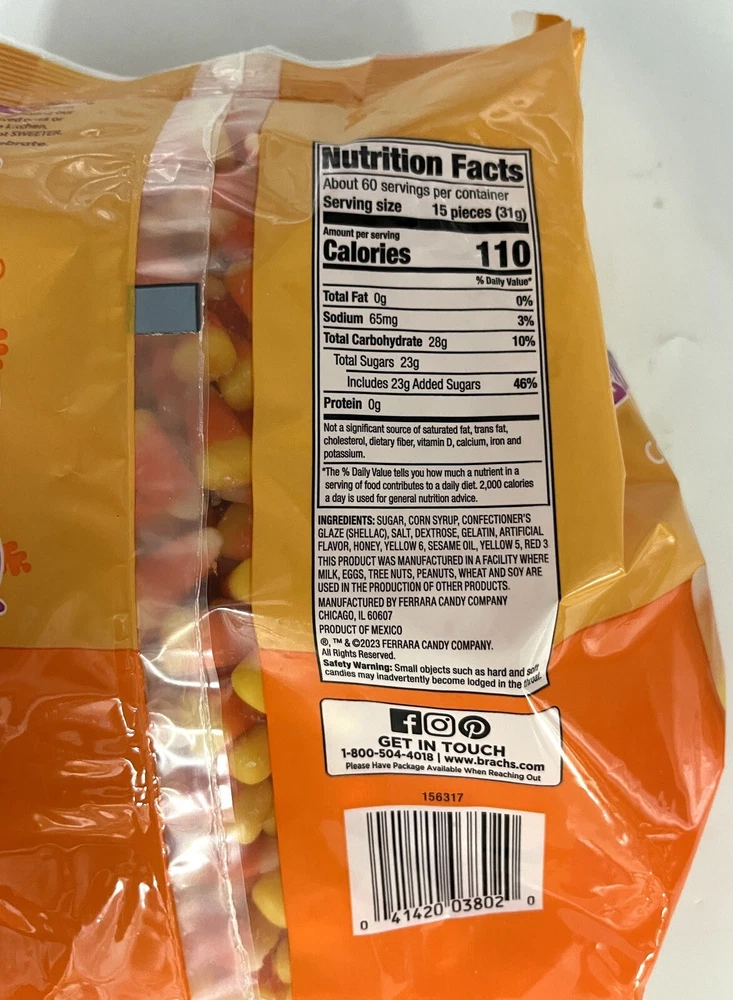 SWEETER
Nutrition Facts
About 60 servings per container
Serving size 15 pieces (31g)
Amount per serving
Calories 110
% Daily Value*
Total Fat 0g 0%
Sodium 65mg 3%
Total Carbohydrate 28g 10%
Total Sugars 23g
Includes 23g Added Sugars 46%
Protein 0g
Not a significant source of saturated fat, trans fat,
cholesterol, dietary fiber, vitamin D, calcium, iron and
potassium.
*The % Daily Value tells you how much a nutrient in a
serving of food contributes to a daily diet. 2,000 calories
a day is used for general nutrition advice.
INGREDIENTS: SUGAR, CORN SYRUP, CONFECTIONER'S
GLAZE (SHELLAC), SALT, DEXTROSE, GELATIN, ARTIFICIAL
FLAVOR, HONEY, YELLOW 6, SESAME OIL, YELLOW 5, RED 3
THIS PRODUCT WAS MANUFACTURED IN A FACILITY WHERE
MILK, EGGS, TREE NUTS, PEANUTS, WHEAT AND SOY ARE
USED IN THE PRODUCTION OF OTHER PRODUCTS.
MANUFACTURED BY FERRARA CANDY COMPANY
CHICAGO, IL 60607
PRODUCT OF MEXICO
®, ™ & ©2023 FERRARA CANDY COMPANY.
All Rights Reserved.
Safety Warning: Small objects such as hard and soft
candies may inadvertently become lodged in the throat.
GET IN TOUCH
1-800-504-4018 | www.brachs.com
Please Have Package Available When Reaching Out
156317
0 41420 03802 0